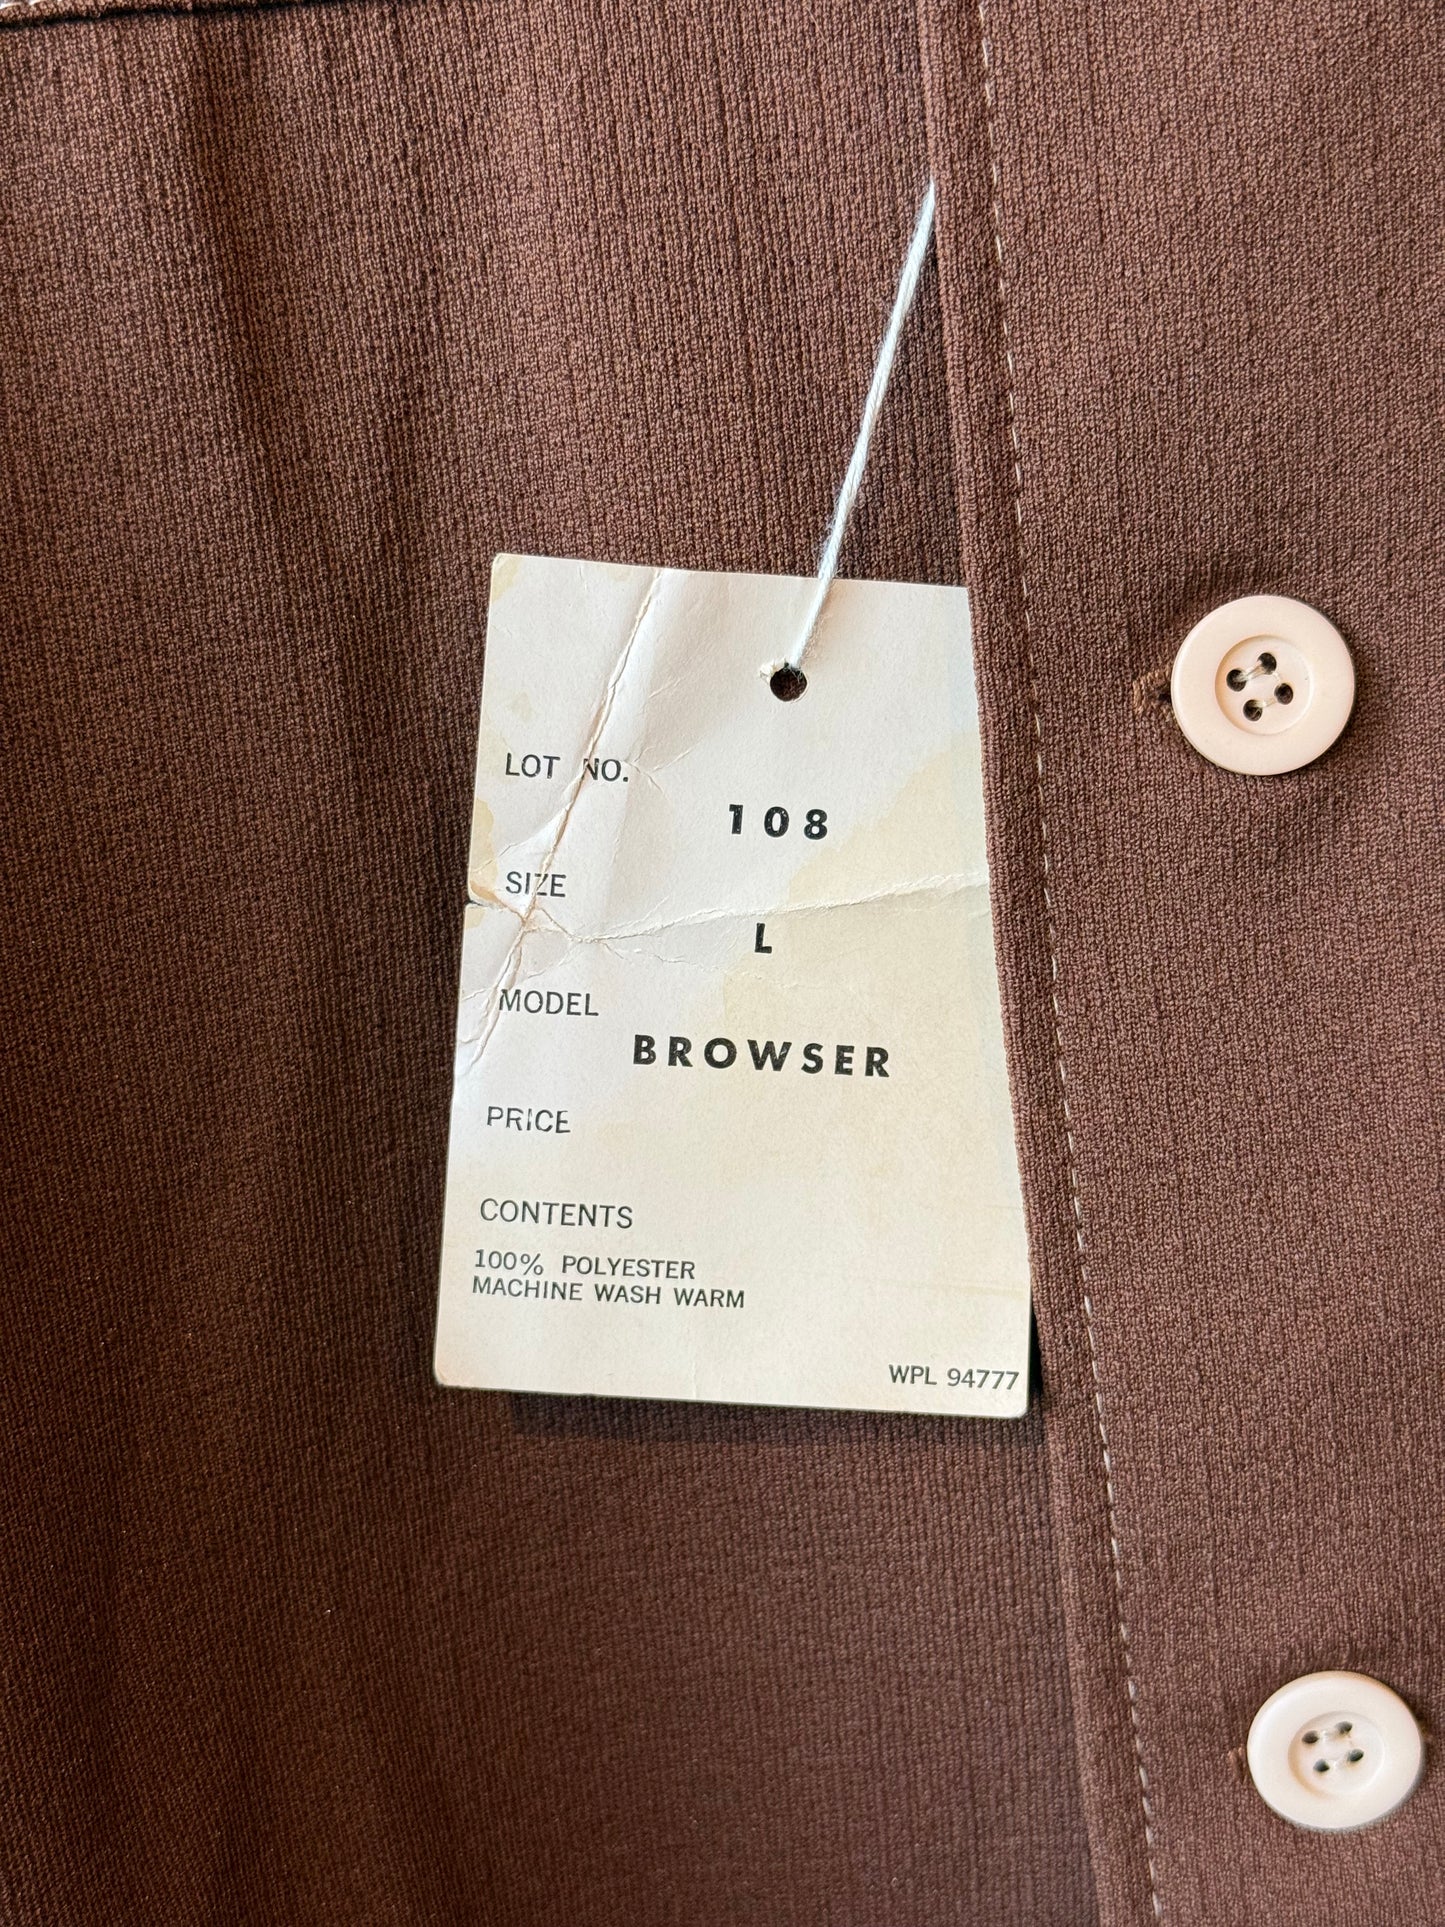 LOT NO.
108
SIZE
L
MODEL
BROWSER
PRICE
CONTENTS
100% POLYESTER
MACHINE WASH WARM
WPL 94777